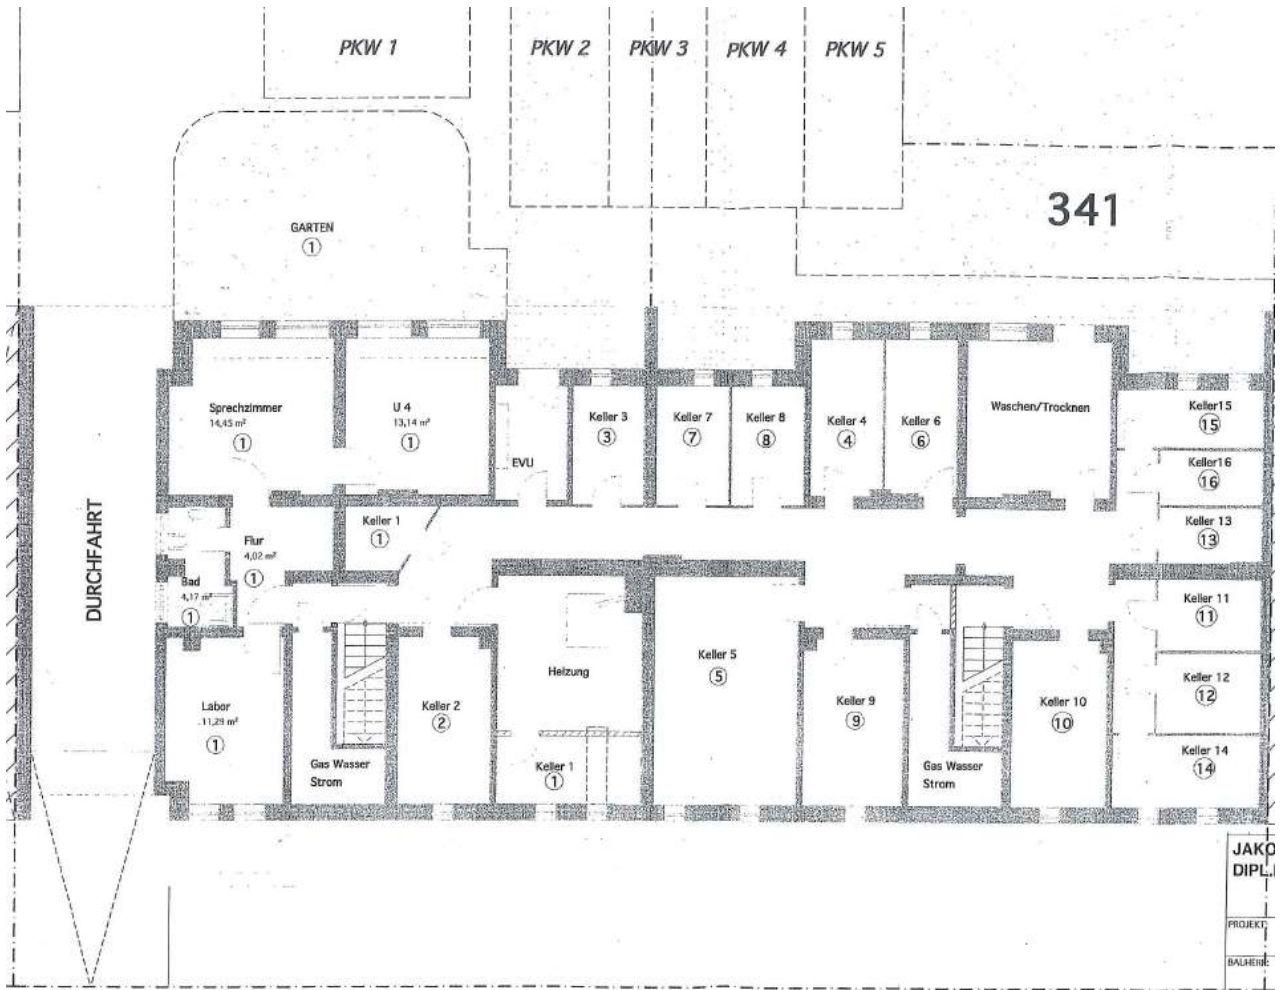 PKW 1
PKW 2
PKW 3
PKW 4
PKW 5
341
GARTEN
①
Sprechzimmer
14,45 m²
①
U 4
13,14 m²
①
EVU
Keller 3
③
Keller 7
⑦
Keller 8
⑧
Keller 4
④
Keller 6
⑥
Waschen/Trocknen
Keller15
⑮
Keller16
⑯
Keller 13
⑬
DURCHFAHRT
Flur
4,02 m²
①
Keller 1
①
Bad
4,17 m²
①
Keller 11
⑪
Labor
11,29 m²
①
Gas Wasser
Strom
Keller 2
②
Heizung
Keller 1
①
Keller 5
⑤
Keller 9
⑨
Gas Wasser
Strom
Keller 10
⑩
Keller 12
⑫
Keller 14
⑭
JAKO
DIPL.
PROJEKT:
BAUHERR: